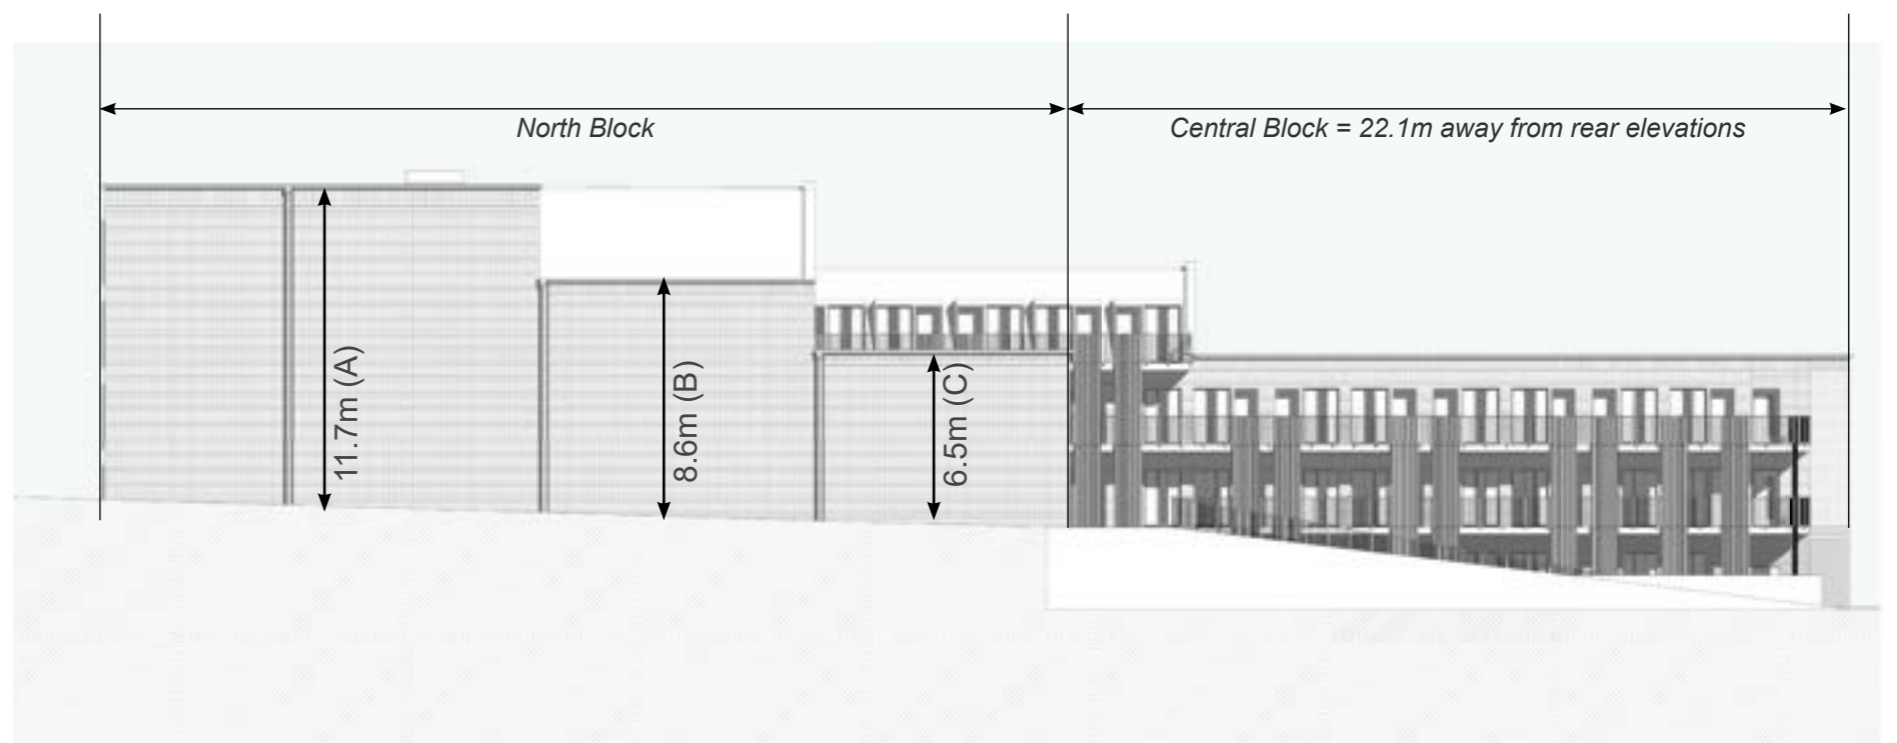 North Block
Central Block = 22.1m away from rear elevations
11.7m (A)
8.6m (B)
6.5m (C)